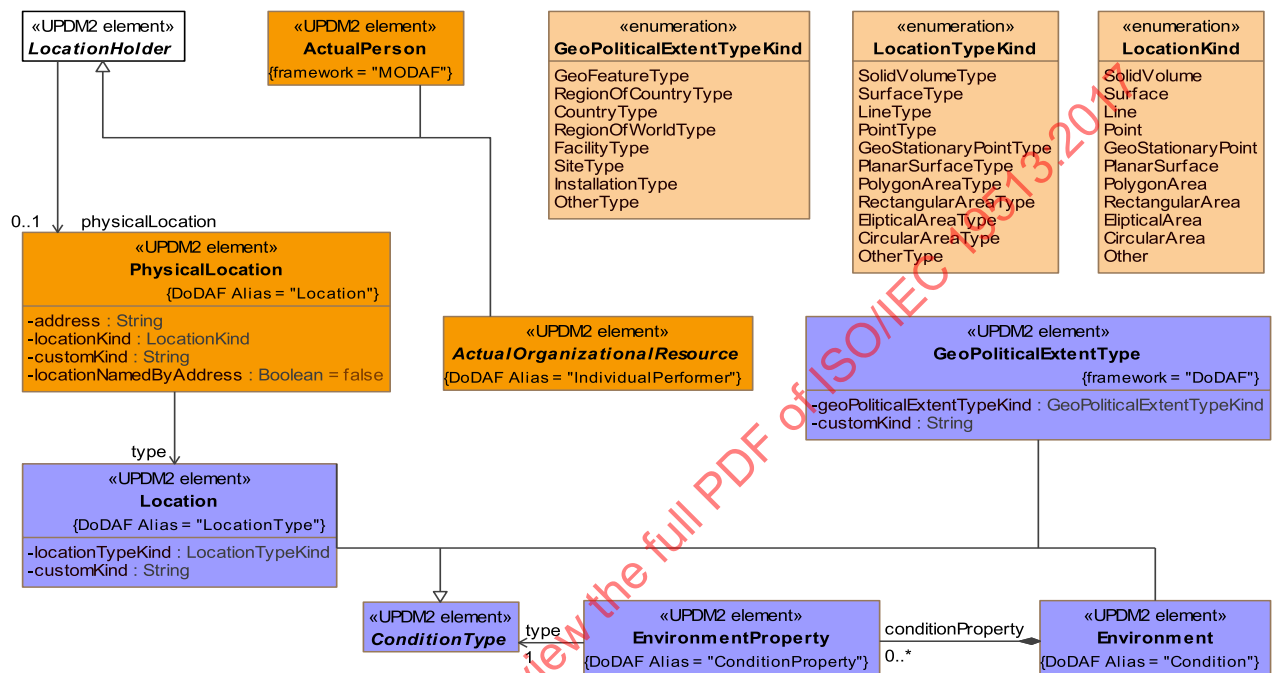 «UPDM2 element»
LocationHolder
«UPDM2 element»
ActualPerson
{framework = "MODAF"}
«enumeration»
GeoPoliticalExtentTypeKind
GeoFeatureType
RegionOfCountryType
CountryType
RegionOfWorldType
FacilityType
SiteType
InstallationType
OtherType
«enumeration»
LocationTypeKind
SolidVolumeType
SurfaceType
LineType
PointType
GeoStationaryPointType
PlanarSurfaceType
PolygonAreaType
RectangularAreaType
ElipticalAreaType
CircularAreaType
OtherType
«enumeration»
LocationKind
SolidVolume
Surface
Line
Point
GeoStationaryPoint
PlanarSurface
PolygonArea
RectangularArea
ElipticalArea
CircularArea
Other
0..1 physicalLocation
«UPDM2 element»
PhysicalLocation
{DoDAF Alias = "Location"}
-address : String
-locationKind : LocationKind
-customKind : String
-locationNamedByAddress : Boolean = false
«UPDM2 element»
ActualOrganizationalResource
{DoDAF Alias = "IndividualPerformer"}
«UPDM2 element»
GeoPoliticalExtentType
{framework = "DoDAF"}
-geoPoliticalExtentTypeKind : GeoPoliticalExtentTypeKind
-customKind : String
type
«UPDM2 element»
Location
{DoDAF Alias = "LocationType"}
-locationTypeKind : LocationTypeKind
-customKind : String
«UPDM2 element»
ConditionType
type
1
«UPDM2 element»
EnvironmentProperty
{DoDAF Alias = "ConditionProperty"}
conditionProperty
0..*
«UPDM2 element»
Environment
{DoDAF Alias = "Condition"}
view the full PDF of ISO/IEC 19513:2017